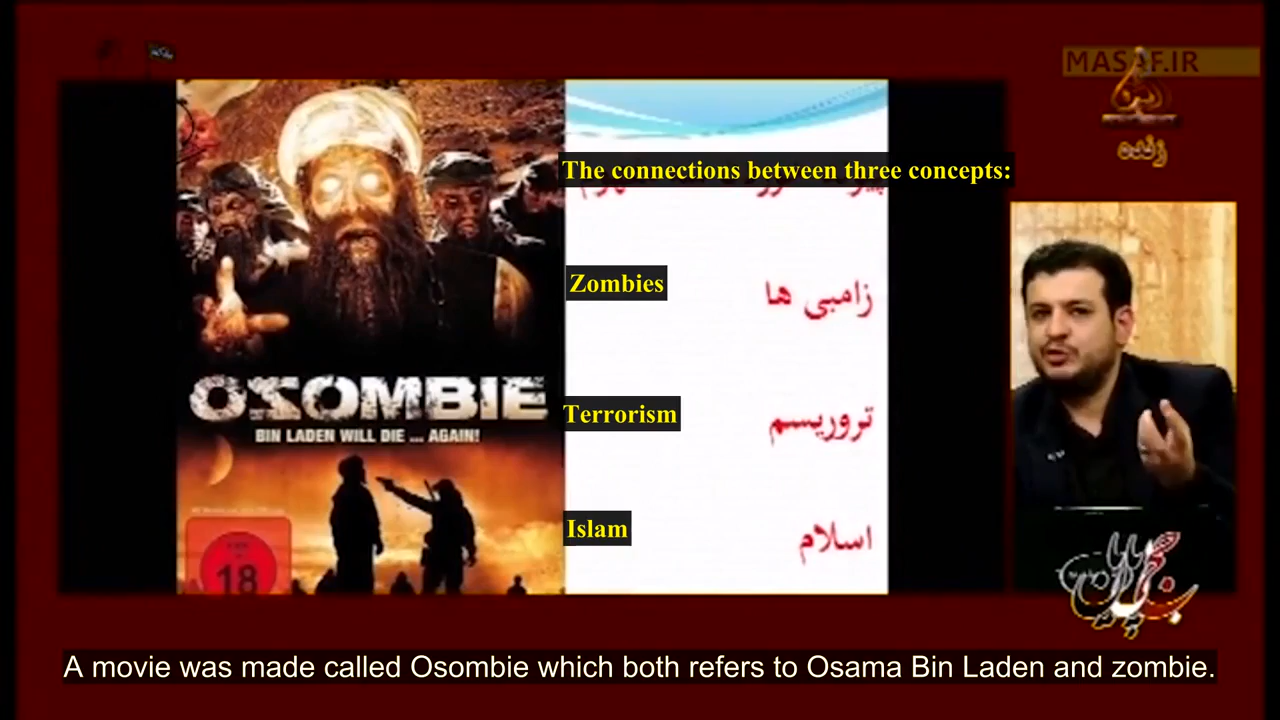 MASAF.IR
زنده
The connections between three concepts:
Zombies
زامبی ها
OSOMBIE
Terrorism
تروریسم
BIN LADEN WILL DIE ... AGAIN!
Islam
اسلام
18
A movie was made called Osombie which both refers to Osama Bin Laden and zombie.